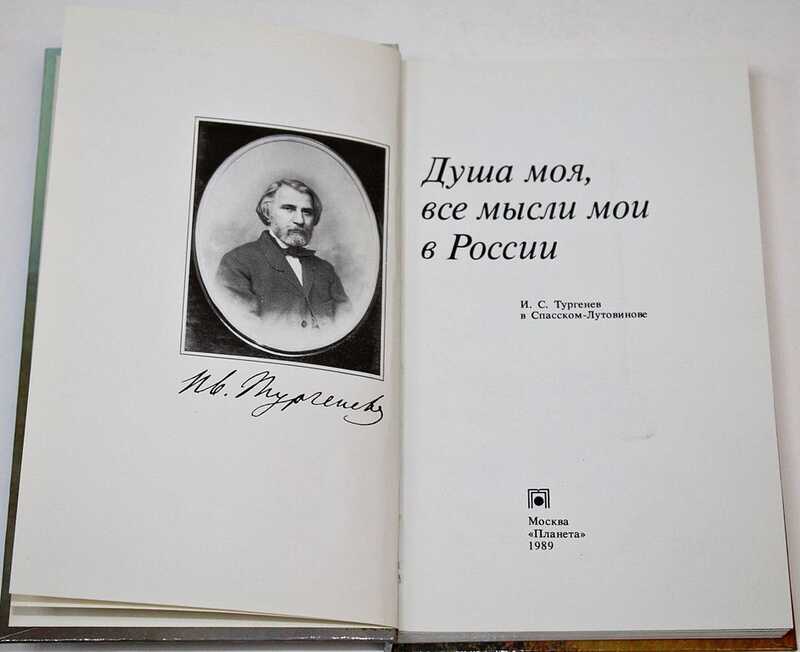 Ив. Тургенев
Душа моя,
все мысли мои
в России
И. С. Тургенев
в Спасском-Лутовинове
Москва
«Планета»
1989